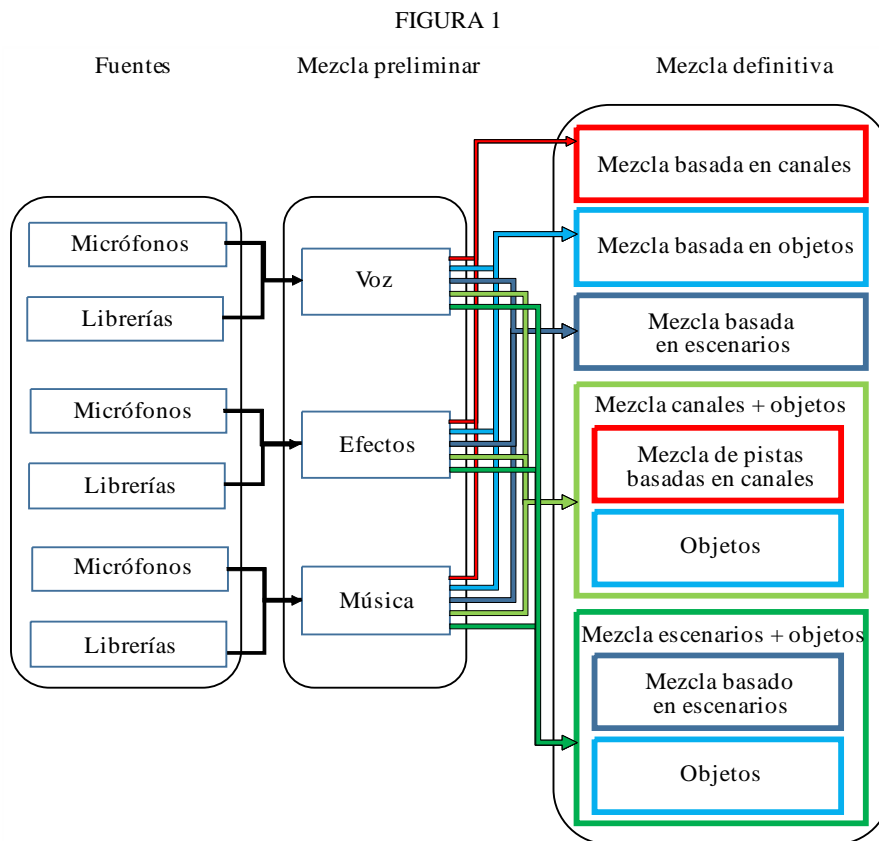 FIGURA 1
Fuentes
Mezcla preliminar
Mezcla definitiva
Micrófonos
Librerías
Micrófonos
Librerías
Micrófonos
Librerías
Voz
Efectos
Música
Mezcla basada en canales
Mezcla basada en objetos
Mezcla basada
en escenarios
Mezcla canales + objetos
Mezcla de pistas
basadas en canales
Objetos
Mezcla escenarios + objetos
Mezcla basado
en escenarios
Objetos